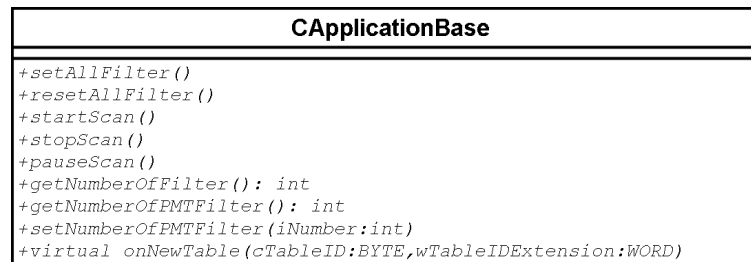 CApplicationBase
+setAllFilter()
+resetAllFilter()
+startScan()
+stopScan()
+pauseScan()
+getNumberOfFilter(): int
+getNumberOfPMTFilter(): int
+setNumberOfPMTFilter(iNumber:int)
+virtual onNewTable(cTableID:BYTE,wTableIDExtension:WORD)